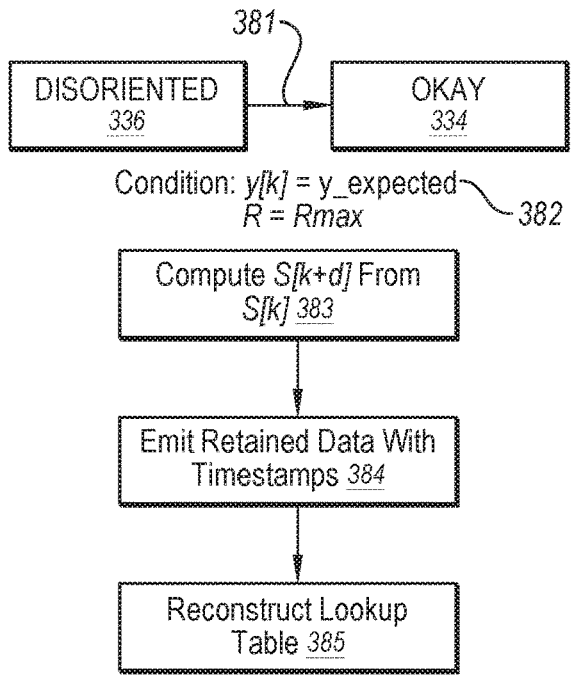 381
DISORIENTED
336
OKAY
334
Condition: y[k] = y_expected
R = Rmax
382
Compute S[k+d] From
S[k] 383
Emit Retained Data With
Timestamps 384
Reconstruct Lookup
Table 385